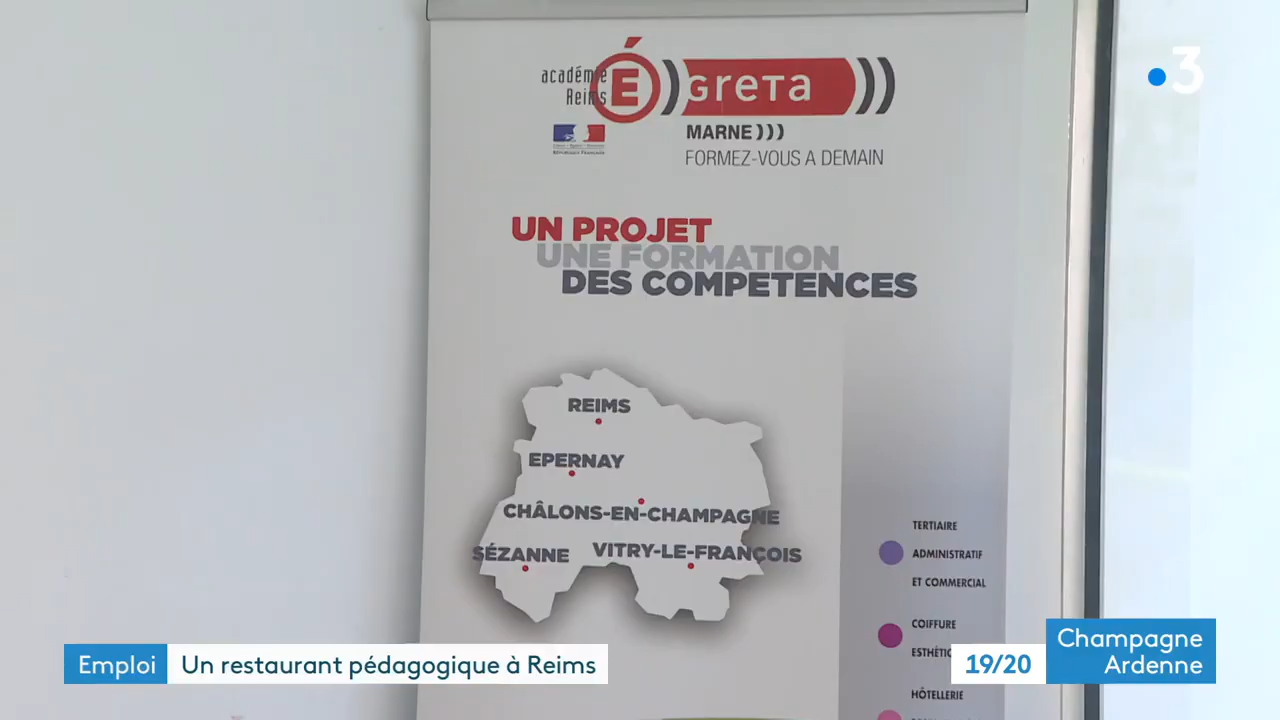 3
académie
Reims
É
GRETA
MARNE
FORMEZ-VOUS A DEMAIN
RÉPUBLIQUE FRANÇAISE
UN PROJET
UNE FORMATION
DES COMPETENCES
REIMS
EPERNAY
CHÂLONS-EN-CHAMPAGNE
SÉZANNE
VITRY-LE-FRANÇOIS
TERTIAIRE
ADMINISTRATIF
ET COMMERCIAL
COIFFURE
HÔTELLERIE
Emploi
Un restaurant pédagogique à Reims
19/20
Champagne
Ardenne